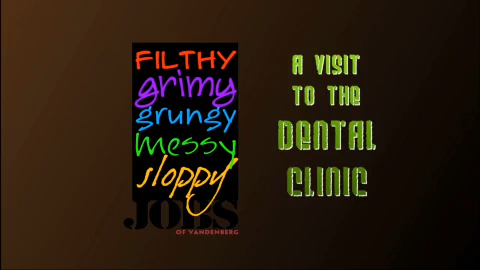 FILTHY
grimy
grungy
messy
sloppy
JOBS
OF VANDENBERG
A VISIT
TO THE
DENTAL
CLINIC